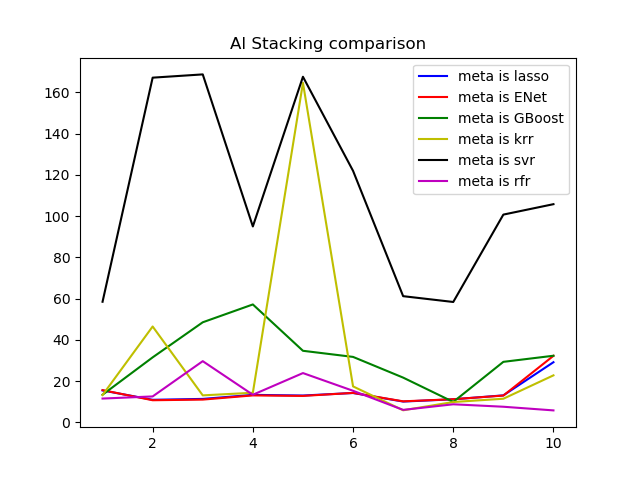 Al Stacking comparison
meta is lasso
meta is ENet
meta is GBoost
meta is krr
meta is svr
meta is rfr
160
140
120
100
80
60
40
20
0
2
4
6
8
10